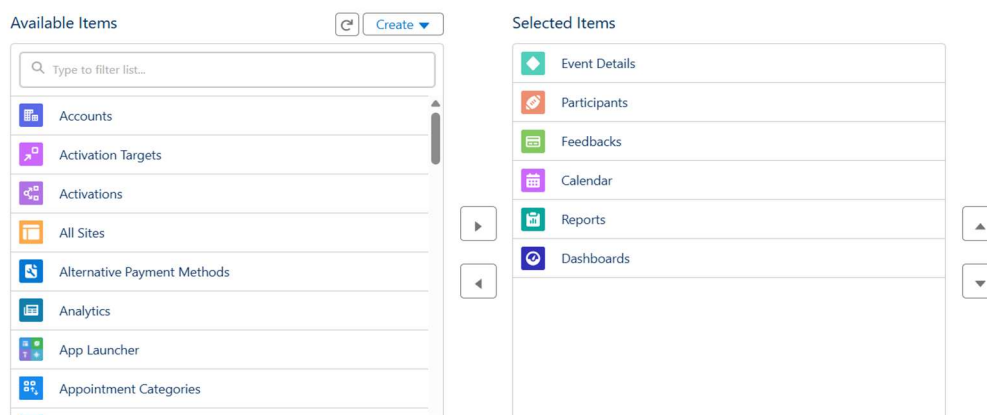 Available Items
Create
Type to filter list...
Accounts
Activation Targets
Activations
All Sites
Alternative Payment Methods
Analytics
App Launcher
Appointment Categories
Selected Items
Event Details
Participants
Feedbacks
Calendar
Reports
Dashboards